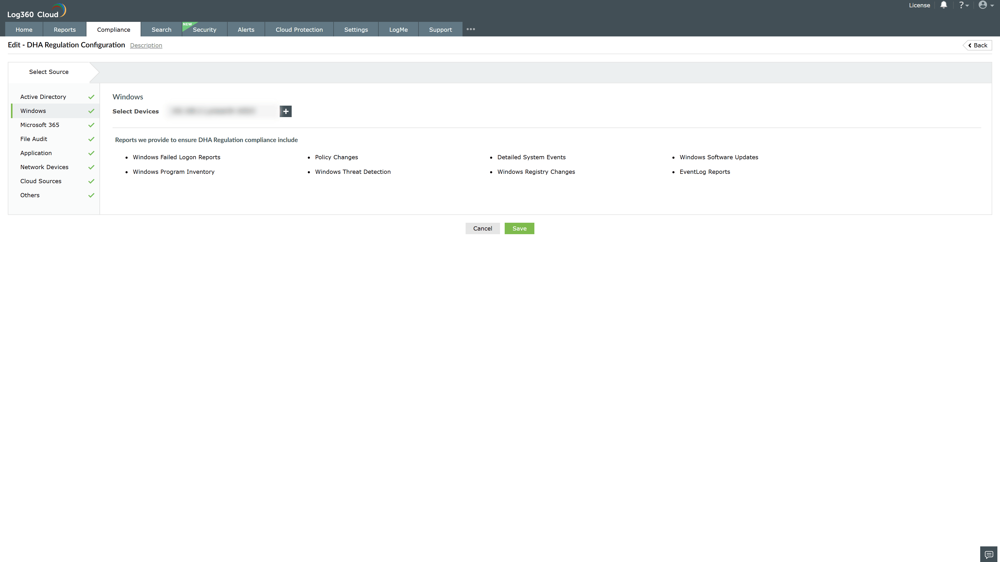 License
?
Log360 Cloud
Home Reports Compliance Search NEW Security Alerts Cloud Protection Settings LogMe Support
Edit - DHA Regulation Configuration Description
Back
Select Source
Active Directory
Windows
Microsoft 365
File Audit
Application
Network Devices
Cloud Sources
Others
Windows
Select Devices
Reports we provide to ensure DHA Regulation compliance include
Windows Failed Logon Reports Policy Changes Detailed System Events Windows Software Updates
Windows Program Inventory Windows Threat Detection Windows Registry Changes EventLog Reports
Cancel Save